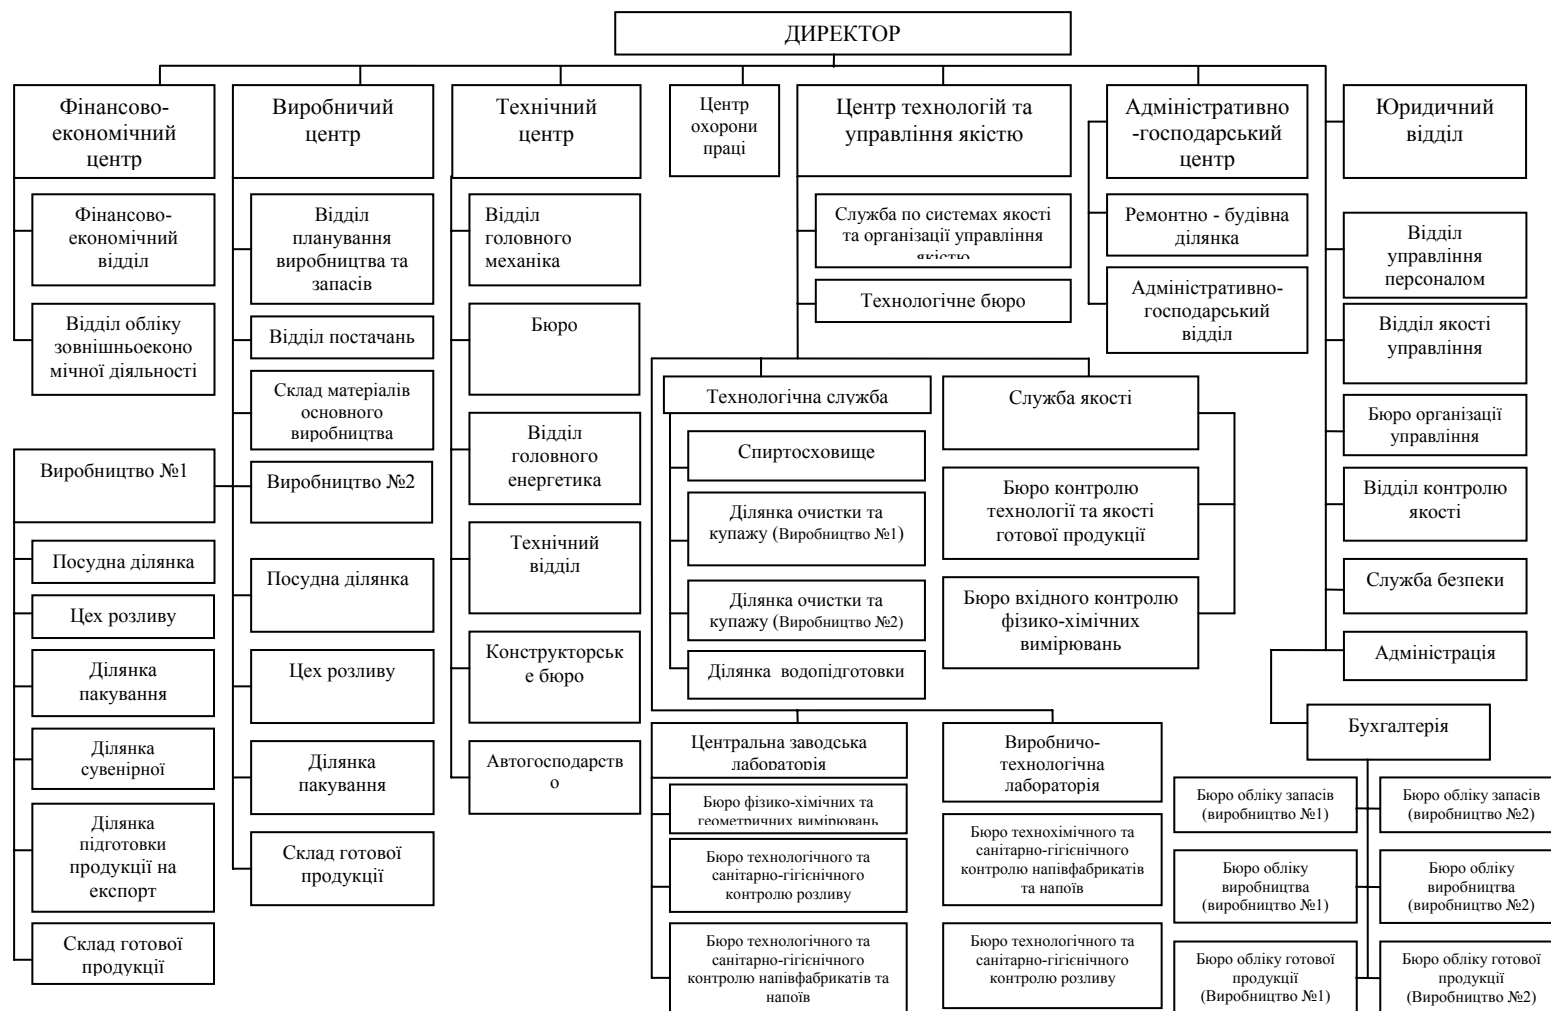 ДИРЕКТОР
Фінансово-
економічний
центр
Виробничий
центр
Технічний
центр
Центр
охорони
праці
Центр технологій та
управління якістю
Адміністративно
-господарський
центр
Юридичний
відділ
Фінансово-
економічний
відділ
Відділ обліку
зовнішньоеконо
мічної діяльності
Відділ
планування
виробництва та
запасів
Відділ постачань
Склад матеріалів
основного
виробництва
Виробництво №1
Виробництво №2
Посудна ділянка
Цех розливу
Ділянка
пакування
Ділянка
сувенірної
Ділянка
підготовки
продукції на
експорт
Склад готової
продукції
Посудна ділянка
Цех розливу
Ділянка
пакування
Склад готової
продукції
Відділ
головного
механіка
Бюро
Відділ
головного
енергетика
Технічний
відділ
Конструкторськ
е бюро
Автогосподарств
о
Служба по системах якості
та організації управління
якістю
Технологічне бюро
Технологічна служба
Спиртосховище
Ділянка очистки та
купажу (Виробництво №1)
Ділянка очистки та
купажу (Виробництво №2)
Ділянка водопідготовки
Служба якості
Бюро контролю
технології та якості
готової продукції
Бюро вхідного контролю
фізико-хімічних
вимірювань
Центральна заводська
лабораторія
Бюро фізико-хімічних та
геометричних вимірювань
Бюро технологічного та
санітарно-гігієнічного
контролю розливу
Бюро технологічного та
санітарно-гігієнічного
контролю напівфабрикатів та
напоїв
Виробничо-
технологічна
лабораторія
Бюро технохімічного та
санітарно-гігієнічного
контролю напівфабрикатів
та напоїв
Бюро технологічного та
санітарно-гігієнічного
контролю розливу
Ремонтно - будівна
ділянка
Адміністративно-
господарський
відділ
Відділ
управління
персоналом
Відділ якості
управління
Бюро організації
управління
Відділ контролю
якості
Служба безпеки
Адміністрація
Бухгалтерія
Бюро обліку запасів
(виробництво №1)
Бюро обліку запасів
(виробництво №2)
Бюро обліку
виробництва
(виробництво №1)
Бюро обліку
виробництва
(виробництво №2)
Бюро обліку готової
продукції
(Виробництво №1)
Бюро обліку готової
продукції
(Виробництво №2)